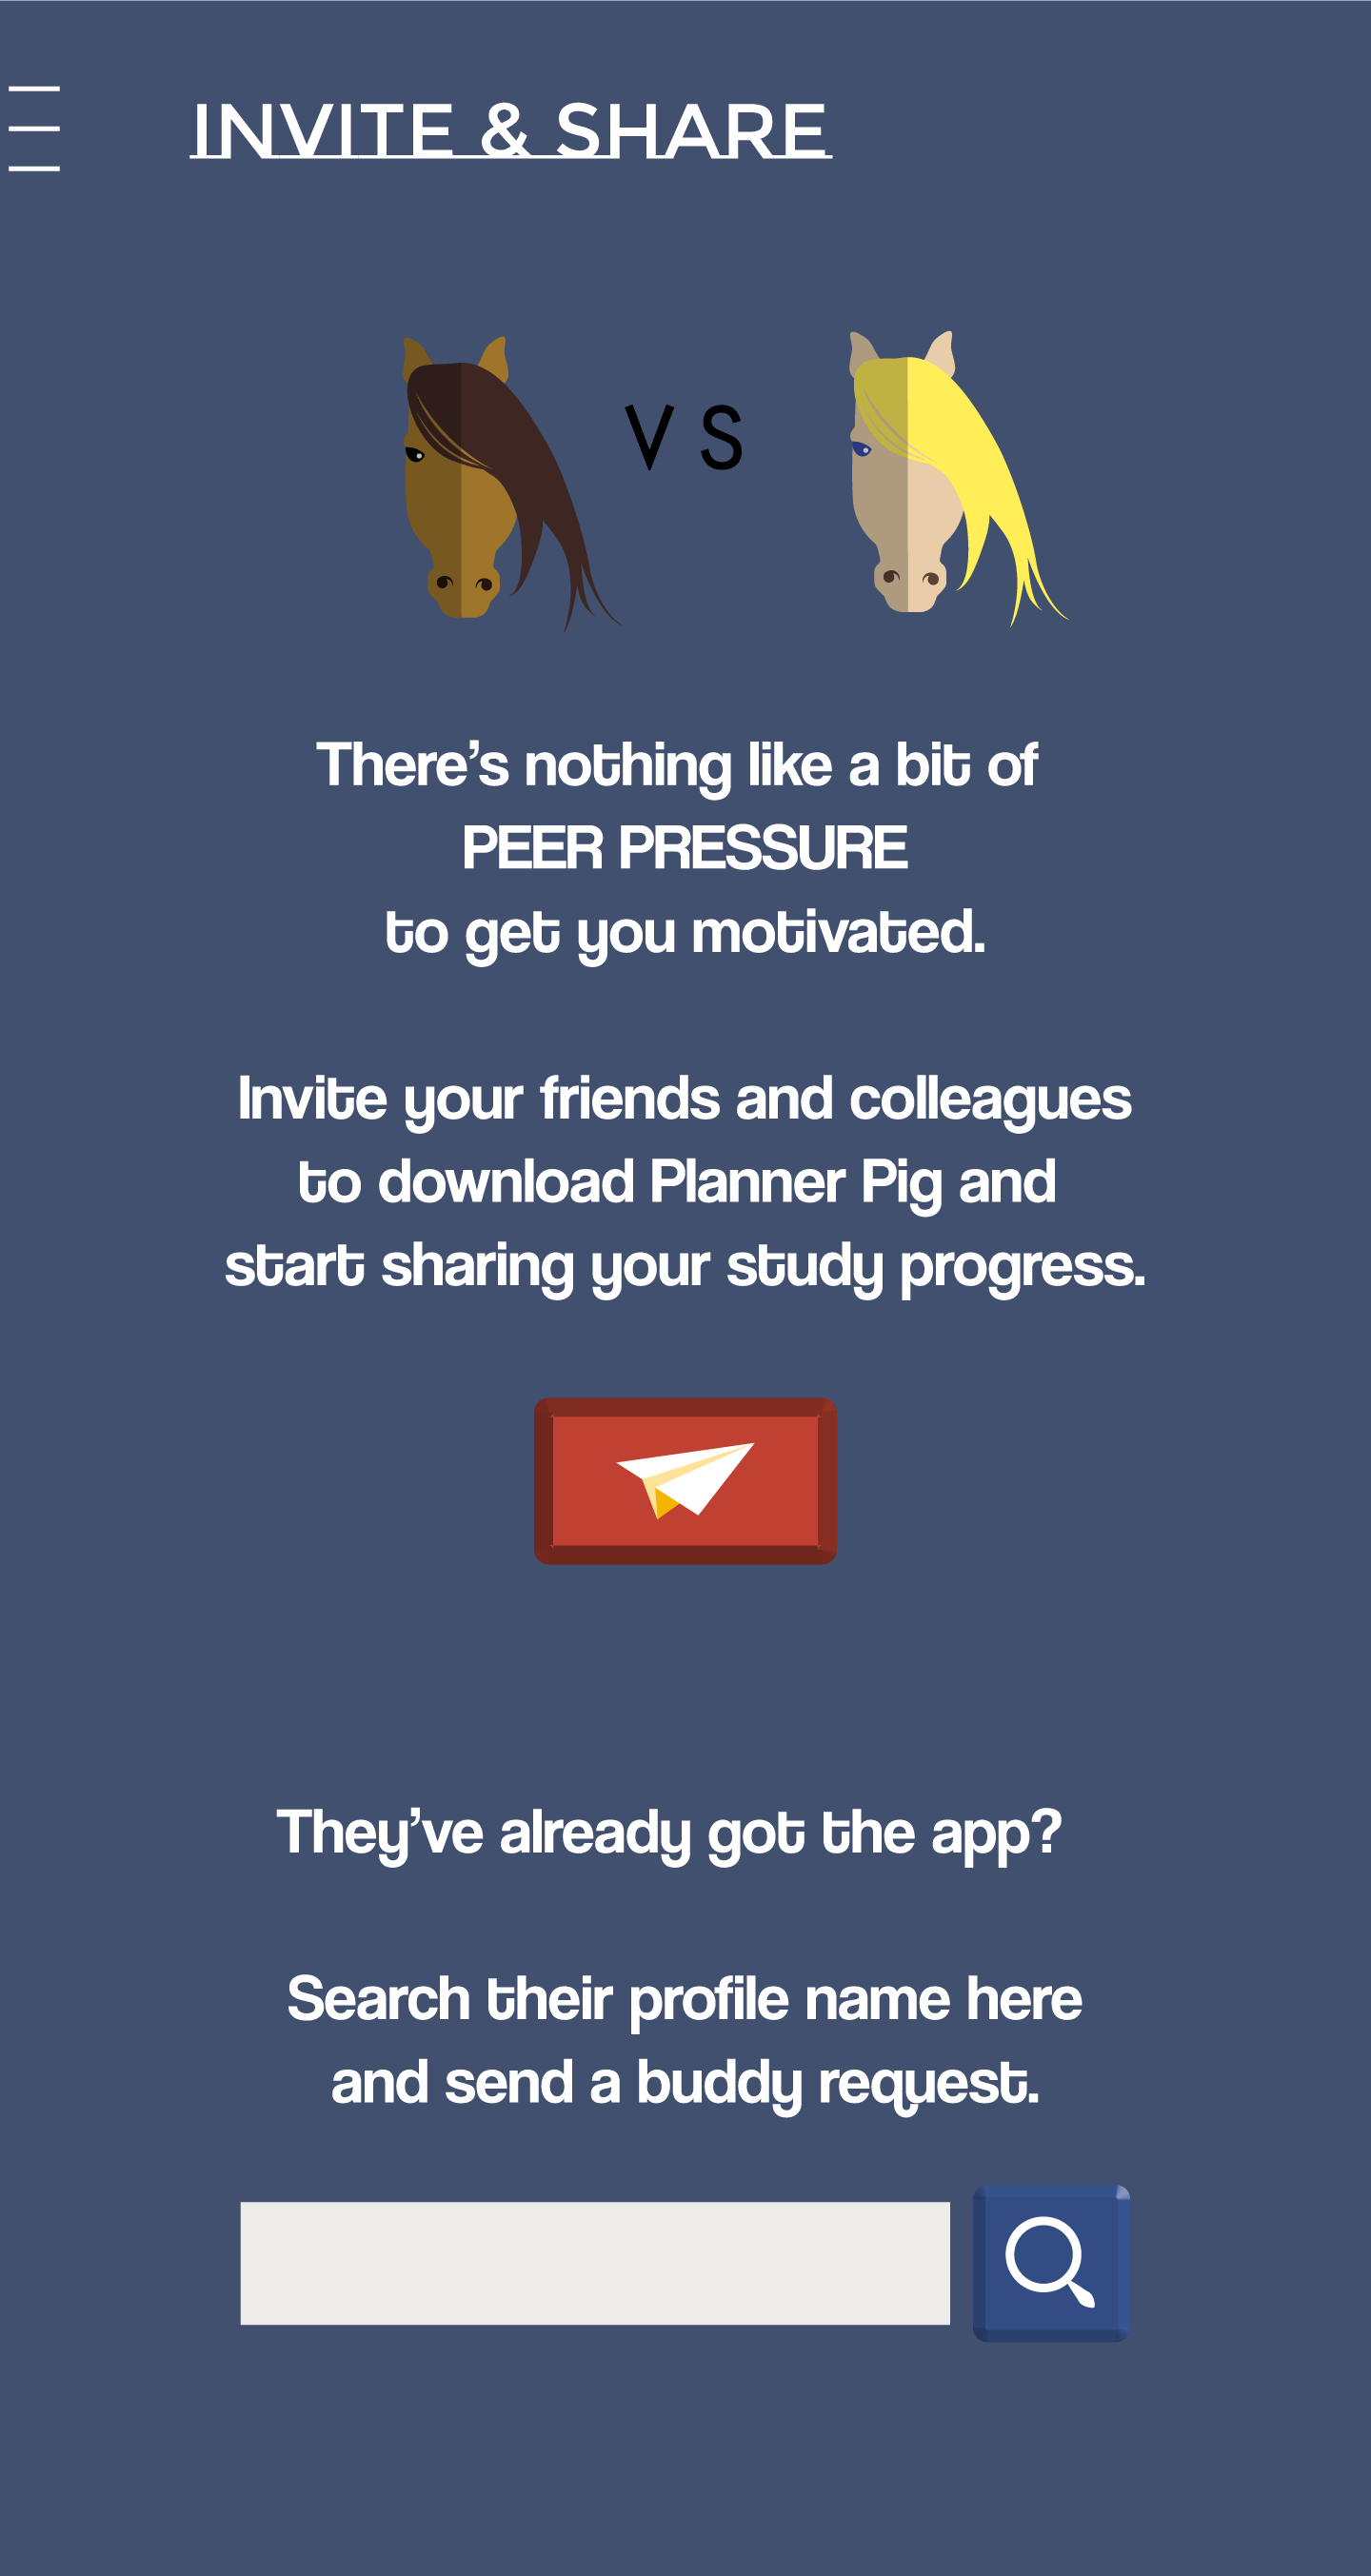 INVITE & SHARE
VS
There’s nothing like a bit of
PEER PRESSURE
to get you motivated.
Invite your friends and colleagues
to download Planner Pig and
start sharing your study progress.
They’ve already got the app?
Search their profile name here
and send a buddy request.